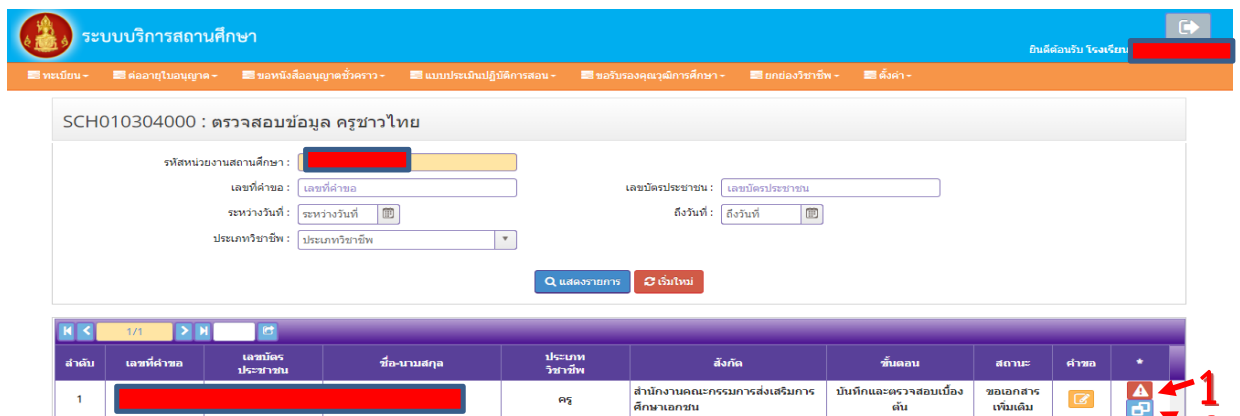 ระบบบริการสถานศึกษา
ยินดีต้อนรับ โรงเรียน
ทะเบียน ต่ออายุใบอนุญาต ขอหนังสืออนุญาตชั่วคราว แบบประเมินปฏิบัติการสอน ขอรับรองคุณวุฒิการศึกษา ยกย่องวิชาชีพ ตั้งค่า
SCH010304000 : ตรวจสอบข้อมูล ครูชาวไทย
รหัสหน่วยงานสถานศึกษา :
เลขที่คำขอ : เลขที่คำขอ เลขบัตรประชาชน : เลขบัตรประชาชน
ระหว่างวันที่ : ระหว่างวันที่ ถึงวันที่ : ถึงวันที่
ประเภทวิชาชีพ : ประเภทวิชาชีพ
แสดงรายการ เริ่มใหม่
1/1
ลำดับ เลขที่คำขอ เลขบัตร ชื่อ-นามสกุล ประเภท สังกัด ขั้นตอน สถานะ คำขอ *
ประชาชน วิชาชีพ
1 ครู สำนักงานคณะกรรมการส่งเสริมการ บันทึกและตรวจสอบเบื้อง ขอเอกสาร 1
ศึกษาเอกชน ต้น เพิ่มเติม